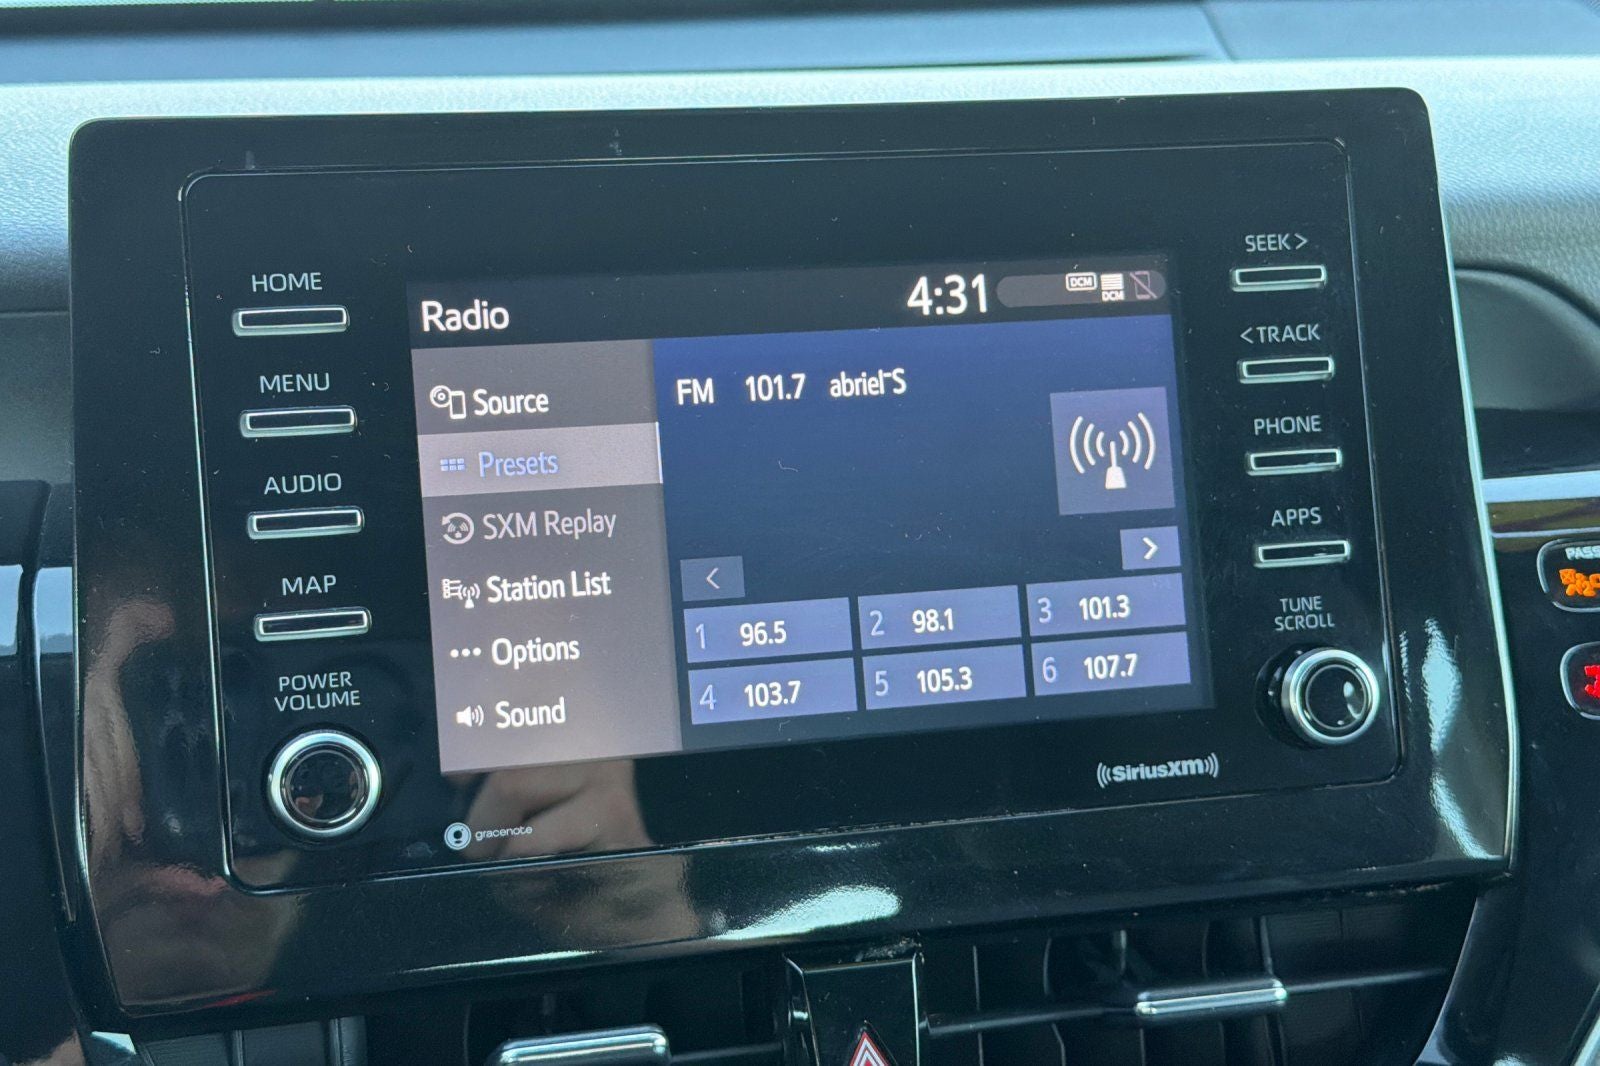 HOME
MENU
AUDIO
MAP
POWER
VOLUME
Radio
4:31
DCM
DCM
Source
Presets
SXM Replay
Station List
Options
Sound
FM 101.7 abriel¯S
<
>
1 96.5
2 98.1
3 101.3
4 103.7
5 105.3
6 107.7
gracenote
((SiriusXM))
SEEK >
< TRACK
PHONE
APPS
TUNE
SCROLL
PASS